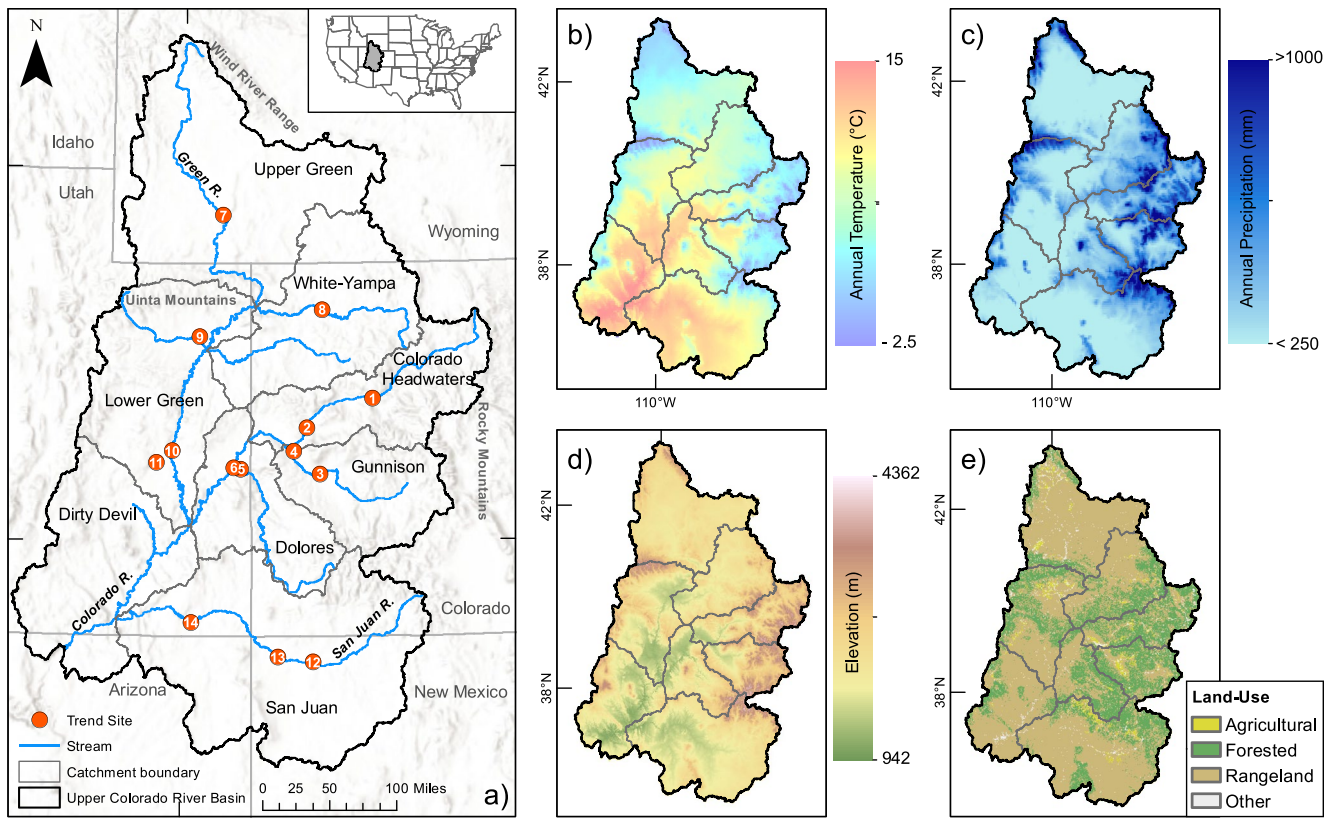 N
Wind River Range
Idaho
Utah
Green R.
Upper Green
7
Wyoming
White-Yampa
Uinta Mountains
8
9
Colorado
Headwaters
Lower Green
1
2
Rocky Mountains
10
4
11
65
3
Gunnison
Dirty Devil
Dolores
Colorado R.
Colorado
14
San Juan R.
13
12
Arizona
New Mexico
San Juan
Trend Site
Stream
Catchment boundary
Upper Colorado River Basin
0 25 50 100 Miles
a)
b)
42°N
38°N
110°W
15
Annual Temperature (°C)
- 2.5
c)
42°N
38°N
110°W
>1000
Annual Precipitation (mm)
< 250
d)
42°N
38°N
4362
Elevation (m)
942
e)
42°N
38°N
Land-Use
Agricultural
Forested
Rangeland
Other